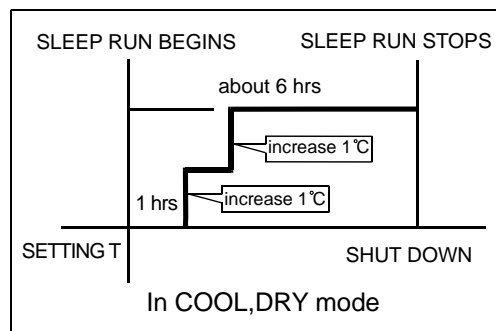 SLEEP RUN BEGINS
SLEEP RUN STOPS
about 6 hrs
increase 1℃
1 hrs
increase 1℃
SETTING T
SHUT DOWN
In COOL,DRY mode